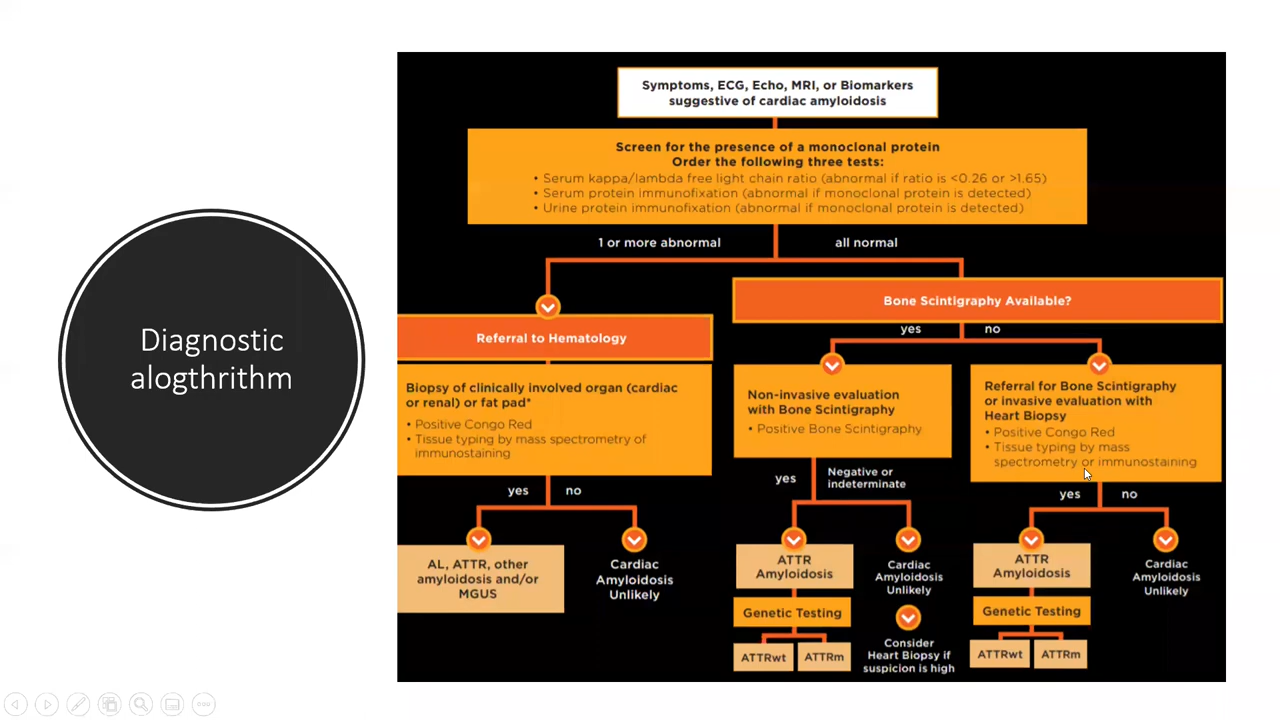 Diagnostic
alogthrithm
Symptoms, ECG, Echo, MRI, or Biomarkers
suggestive of cardiac amyloidosis
Screen for the presence of a monoclonal protein
Order the following three tests:
• Serum kappa/lambda free light chain ratio (abnormal if ratio is <0.26 or >1.65)
• Serum protein immunofixation (abnormal if monoclonal protein is detected)
• Urine protein immunofixation (abnormal if monoclonal protein is detected)
1 or more abnormal
all normal
Referral to Hematology
Biopsy of clinically involved organ (cardiac
or renal) or fat pad*
• Positive Congo Red
• Tissue typing by mass spectrometry of
immunostaining
yes
no
AL, ATTR, other
amyloidosis and/or
MGUS
Cardiac
Amyloidosis
Unlikely
Bone Scintigraphy Available?
yes
no
Non-invasive evaluation
with Bone Scintigraphy
• Positive Bone Scintigraphy
yes
Negative or
indeterminate
ATTR
Amyloidosis
Genetic Testing
ATTRwt
ATTRm
Cardiac
Amyloidosis
Unlikely
Consider
Heart Biopsy if
suspicion is high
Referral for Bone Scintigraphy
or invasive evaluation with
Heart Biopsy
• Positive Congo Red
• Tissue typing by mass
spectrometry or immunostaining
yes
no
ATTR
Amyloidosis
Genetic Testing
ATTRwt
ATTRm
Cardiac
Amyloidosis
Unlikely